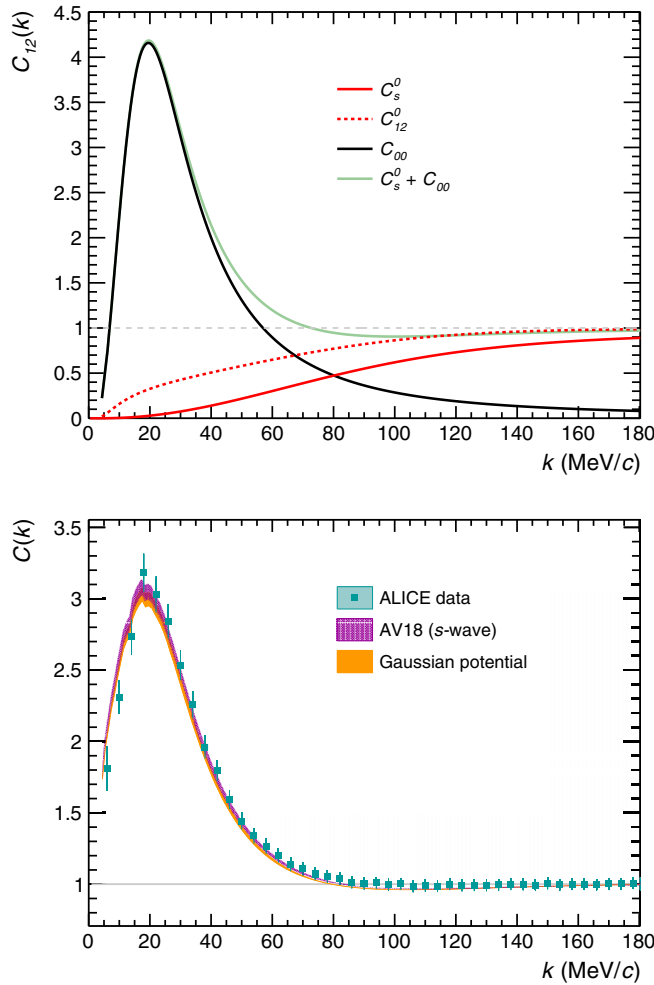 C₁₂(k)
4.5
4
3.5
3
2.5
2
1.5
1
0.5
0
C⁰ₛ
C⁰₁₂
C₀₀
C⁰ₛ + C₀₀
0 20 40 60 80 100 120 140 160 180
k (MeV/c)
C(k)
3.5
3
2.5
2
1.5
1
ALICE data
AV18 (s-wave)
Gaussian potential
0 20 40 60 80 100 120 140 160 180
k (MeV/c)